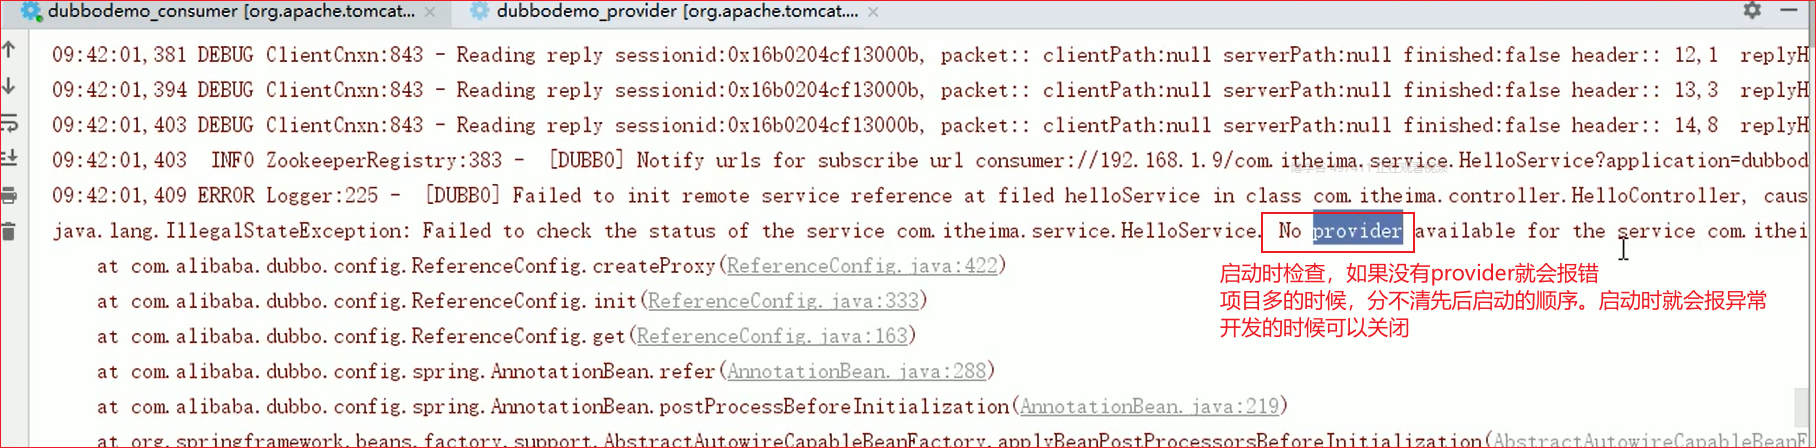 dubbodemo_consumer [org.apache.tomcat... × dubbodemo_provider [org.apache.tomcat.... ×
09:42:01,381 DEBUG ClientCnxn:843 - Reading reply sessionid:0x16b0204cf13000b, packet:: clientPath:null serverPath:null finished:false header:: 12,1 replyH
09:42:01,394 DEBUG ClientCnxn:843 - Reading reply sessionid:0x16b0204cf13000b, packet:: clientPath:null serverPath:null finished:false header:: 13,3 replyH
09:42:01,403 DEBUG ClientCnxn:843 - Reading reply sessionid:0x16b0204cf13000b, packet:: clientPath:null serverPath:null finished:false header:: 14,8 replyH
09:42:01,403 INFO ZookeeperRegistry:383 - [DUBBO] Notify urls for subscribe url consumer://192.168.1.9/com.itheima.service.HelloService?application=dubbod
09:42:01,409 ERROR Logger:225 - [DUBBO] Failed to init remote service reference at filed helloService in class com.itheima.controller.HelloController, caus
java.lang.IllegalStateException: Failed to check the status of the service com.itheima.service.HelloService. No provider available for the service com.ithei
at com.alibaba.dubbo.config.ReferenceConfig.createProxy(ReferenceConfig.java:422)
启动时检查，如果没有provider就会报错
at com.alibaba.dubbo.config.ReferenceConfig.init(ReferenceConfig.java:333)
项目多的时候，分不清先后启动的顺序。启动时就会报异常
开发的时候可以关闭
at com.alibaba.dubbo.config.ReferenceConfig.get(ReferenceConfig.java:163)
at com.alibaba.dubbo.config.spring.AnnotationBean.refer(AnnotationBean.java:288)
at com.alibaba.dubbo.config.spring.AnnotationBean.postProcessBeforeInitialization(AnnotationBean.java:219)
at org.springframework.beans.factory.support.AbstractAutowireCapableBeanFactory.applyBeanPostProcessorsBeforeInitialization(AbstractAutowireCapableBeanF